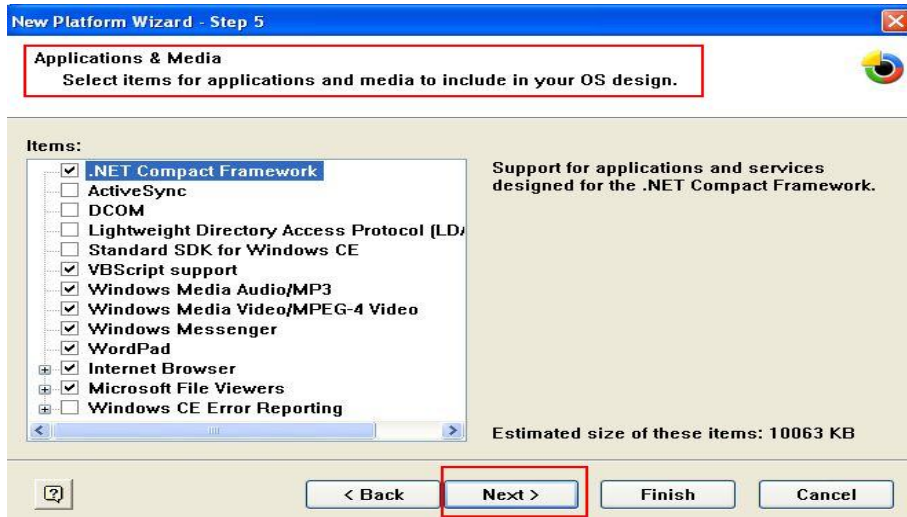 New Platform Wizard - Step 5
Applications & Media
Select items for applications and media to include in your OS design.
Items:
.NET Compact Framework
ActiveSync
DCOM
Lightweight Directory Access Protocol (LD
Standard SDK for Windows CE
VBScript support
Windows Media Audio/MP3
Windows Media Video/MPEG-4 Video
Windows Messenger
WordPad
Internet Browser
Microsoft File Viewers
Windows CE Error Reporting
Support for applications and services
designed for the .NET Compact Framework.
Estimated size of these items: 10063 KB
< Back
Next >
Finish
Cancel